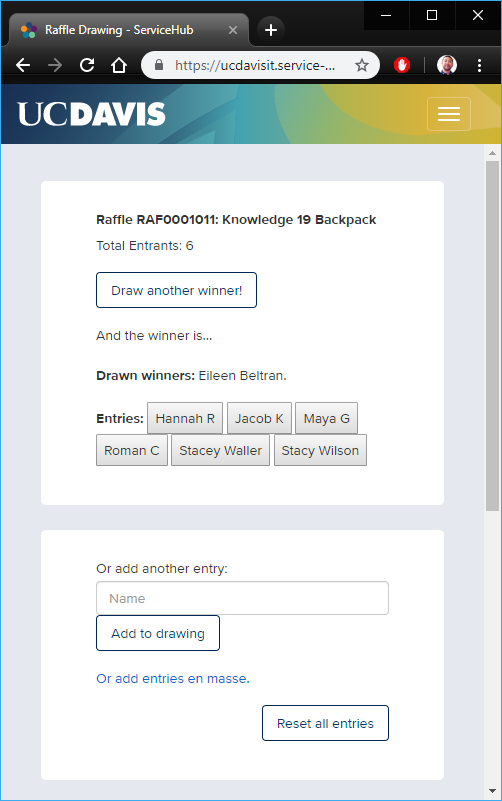 Raffle Drawing - ServiceHub
https://ucdavisit.service-...
UCDAVIS
Raffle RAF0001011: Knowledge 19 Backpack
Total Entrants: 6
Draw another winner!
And the winner is...
Drawn winners: Eileen Beltran.
Entries: Hannah R Jacob K Maya G
Roman C Stacey Waller Stacy Wilson
Or add another entry:
Name
Add to drawing
Or add entries en masse.
Reset all entries